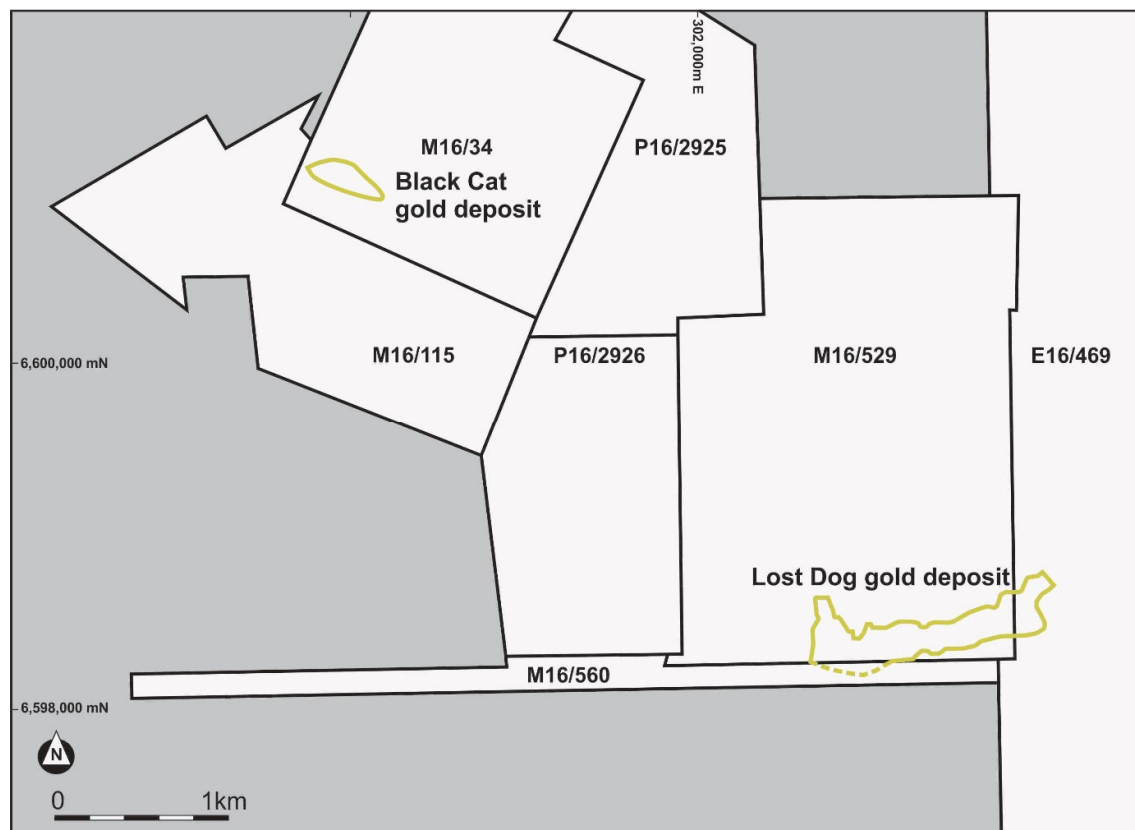 302,000m E
M16/34
P16/2925
Black Cat
gold deposit
M16/115
P16/2926
M16/529
E16/469
6,600,000 mN
Lost Dog gold deposit
M16/560
6,598,000 mN
N
0
1km